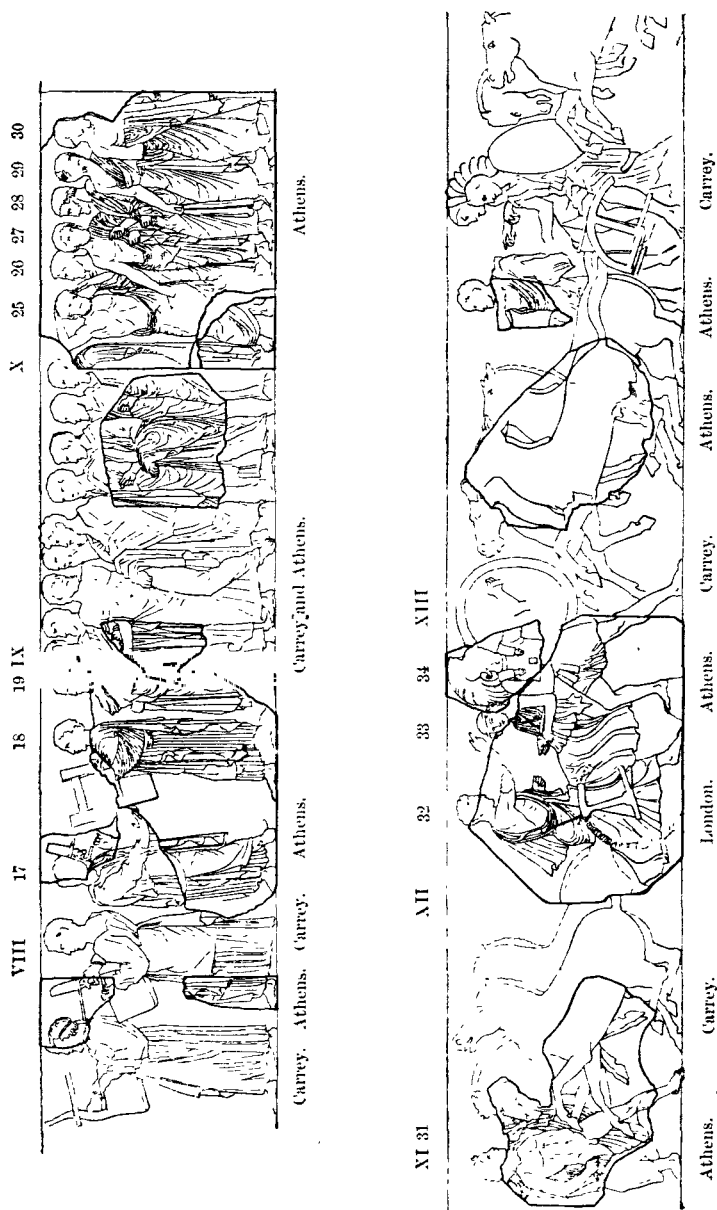 VIII 17 18 19 IX X 25 26 27 28 29 30
Carrey. Athens. Carrey. Athens. Carrey and Athens. Athens.
XI 31 XII 32 33 34 XIII
Athens. Carrey. London. Athens. Carrey. Athens. Athens. Carrey.